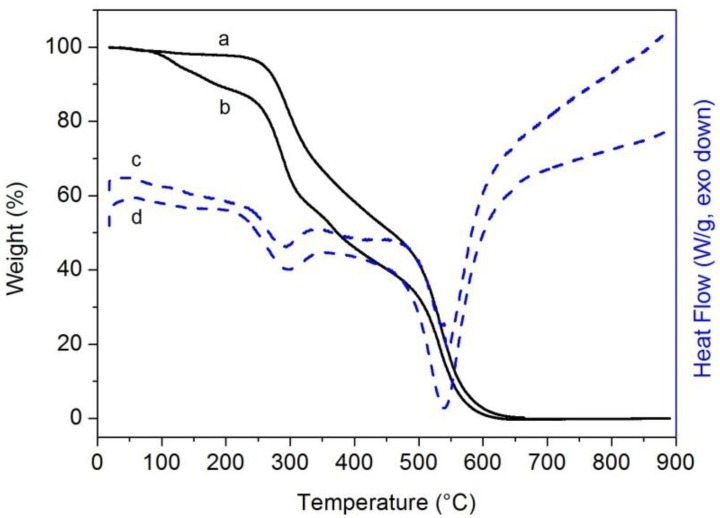 100
80
60
40
20
0
Weight (%)
a
b
c
d
0 100 200 300 400 500 600 700 800 900
Temperature (°C)
Heat Flow (W/g, exo down)